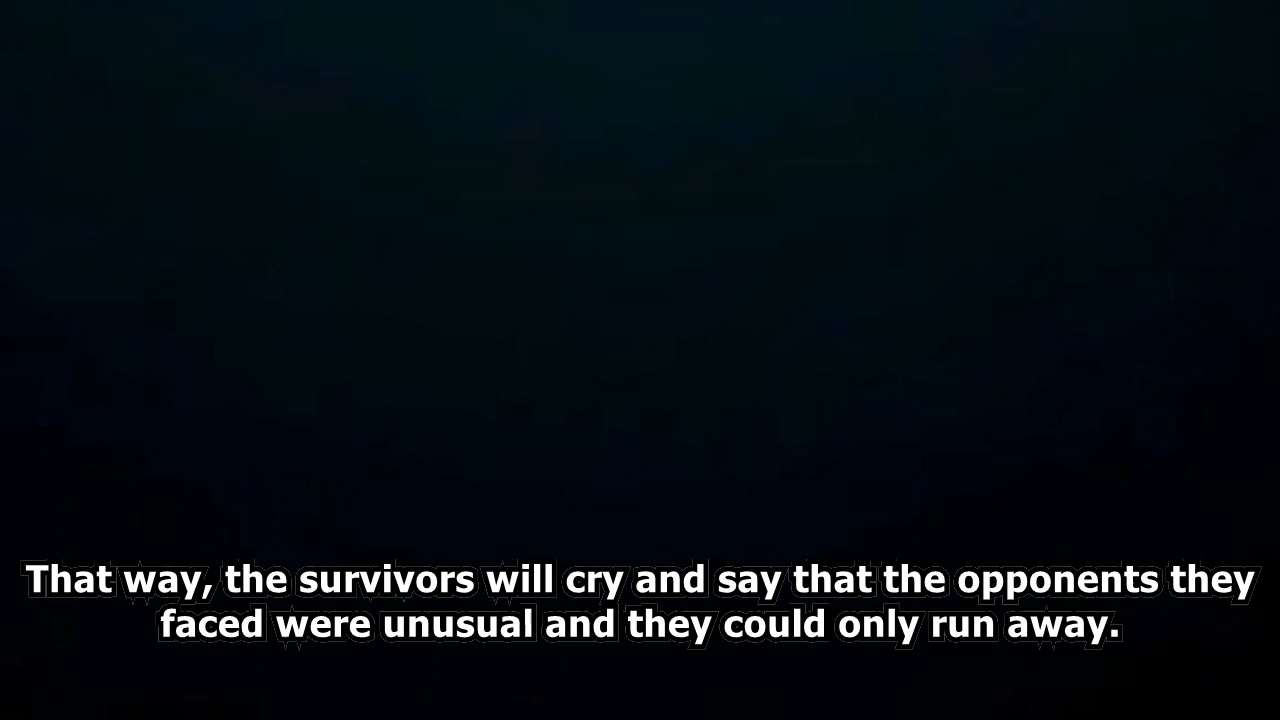 That way, the survivors will cry and say that the opponents they
faced were unusual and they could only run away.